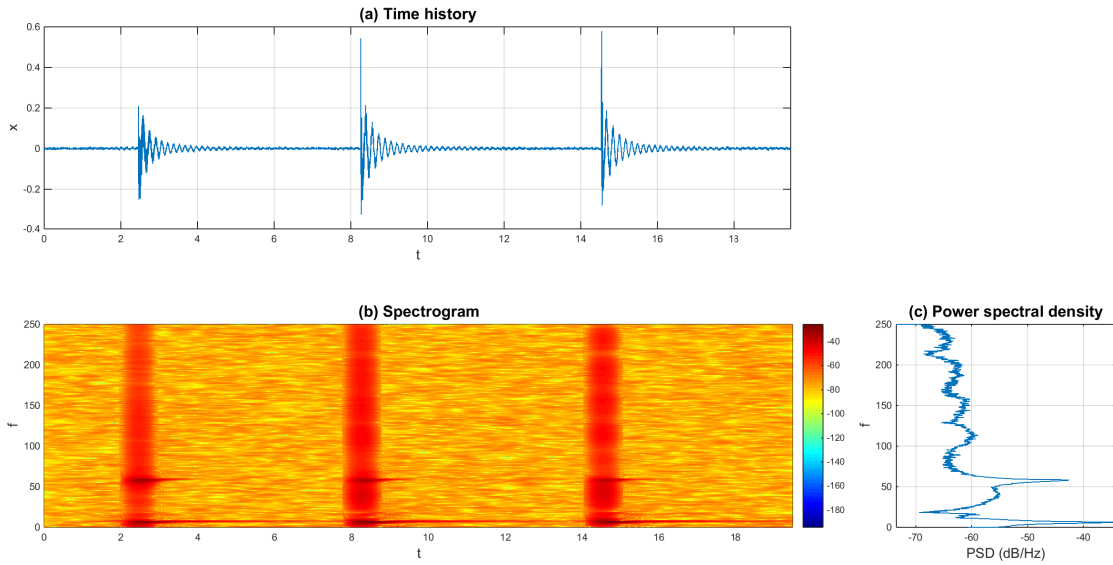 (a) Time history
0.6
0.4
0.2
0
-0.2
-0.4
x
0 2 4 6 8 10 12 14 16 13
t
(b) Spectrogram
250
200
150
100
50
0
f
0 2 4 6 8 10 12 14 16 18
t
-40
-60
-80
-100
-120
-140
-160
-180
(c) Power spectral density
250
200
150
100
50
0
f
-70 -60 -50 -40
PSD (dB/Hz)